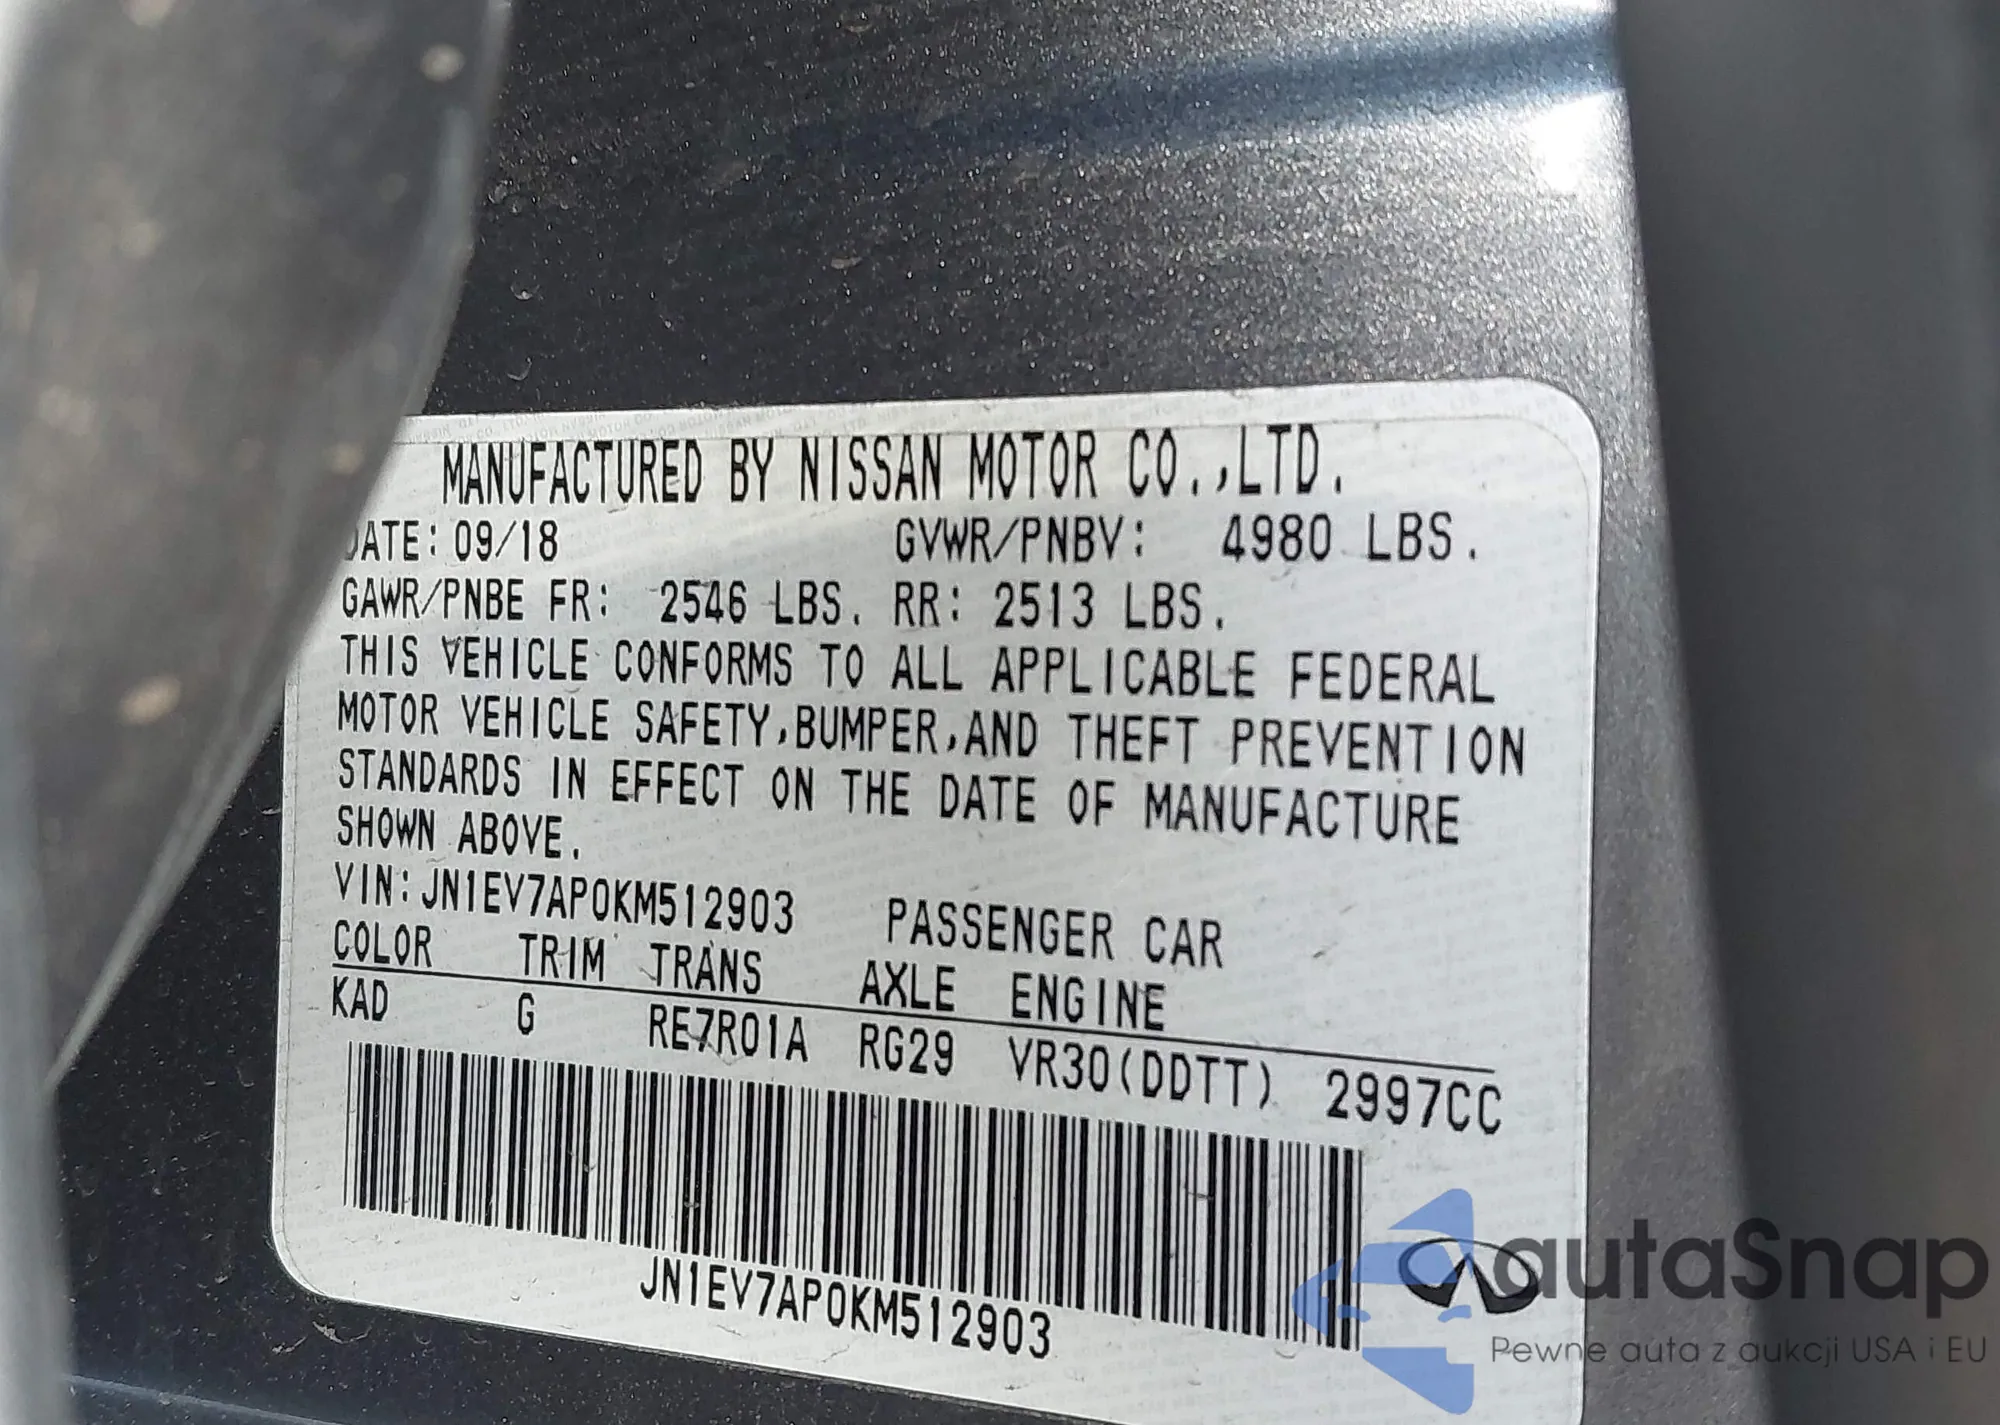 MANUFACTURED BY NISSAN MOTOR CO.,LTD.
DATE: 09/18 GVWR/PNBV: 4980 LBS.
GAWR/PNBE FR: 2546 LBS. RR: 2513 LBS.
THIS VEHICLE CONFORMS TO ALL APPLICABLE FEDERAL
MOTOR VEHICLE SAFETY,BUMPER,AND THEFT PREVENTION
STANDARDS IN EFFECT ON THE DATE OF MANUFACTURE
SHOWN ABOVE.
VIN:JN1EV7AP0KM512903 PASSENGER CAR
COLOR TRIM TRANS AXLE ENGINE
KAD G RE7R01A RG29 VR30(DDTT) 2997CC
JN1EV7AP0KM512903
autaSnap
Pewne auta z aukcji USA i EU